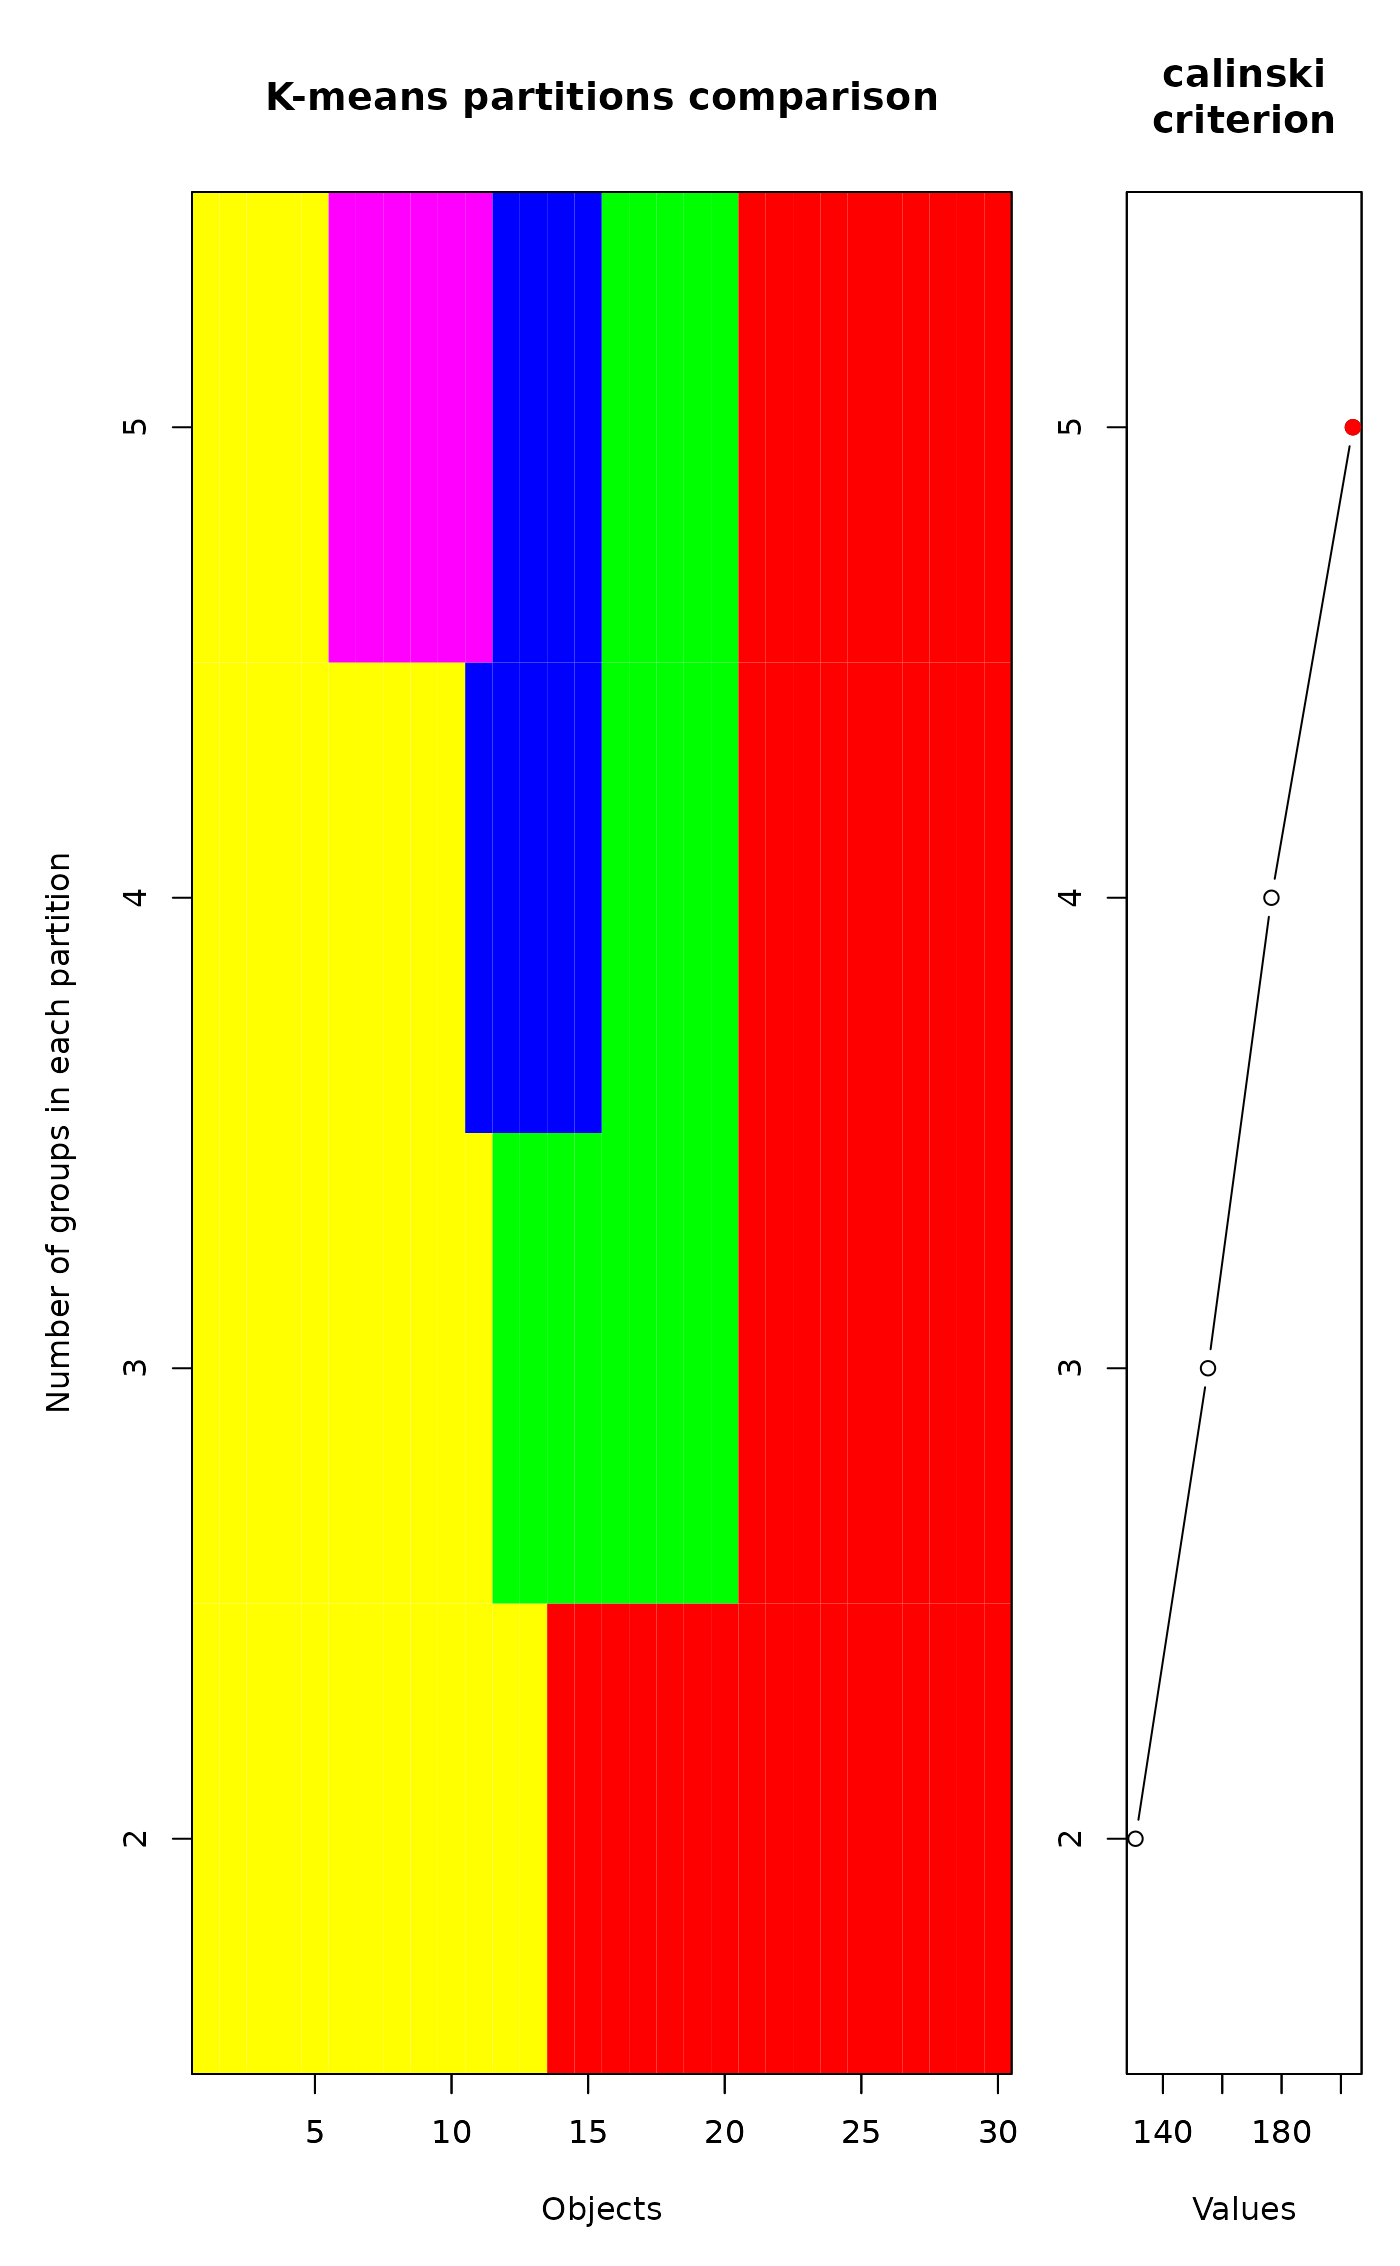 K-means partitions comparison
calinski
criterion
Number of groups in each partition
5
4
3
2
5 10 15 20 25 30
Objects
5
4
3
2
140 180
Values